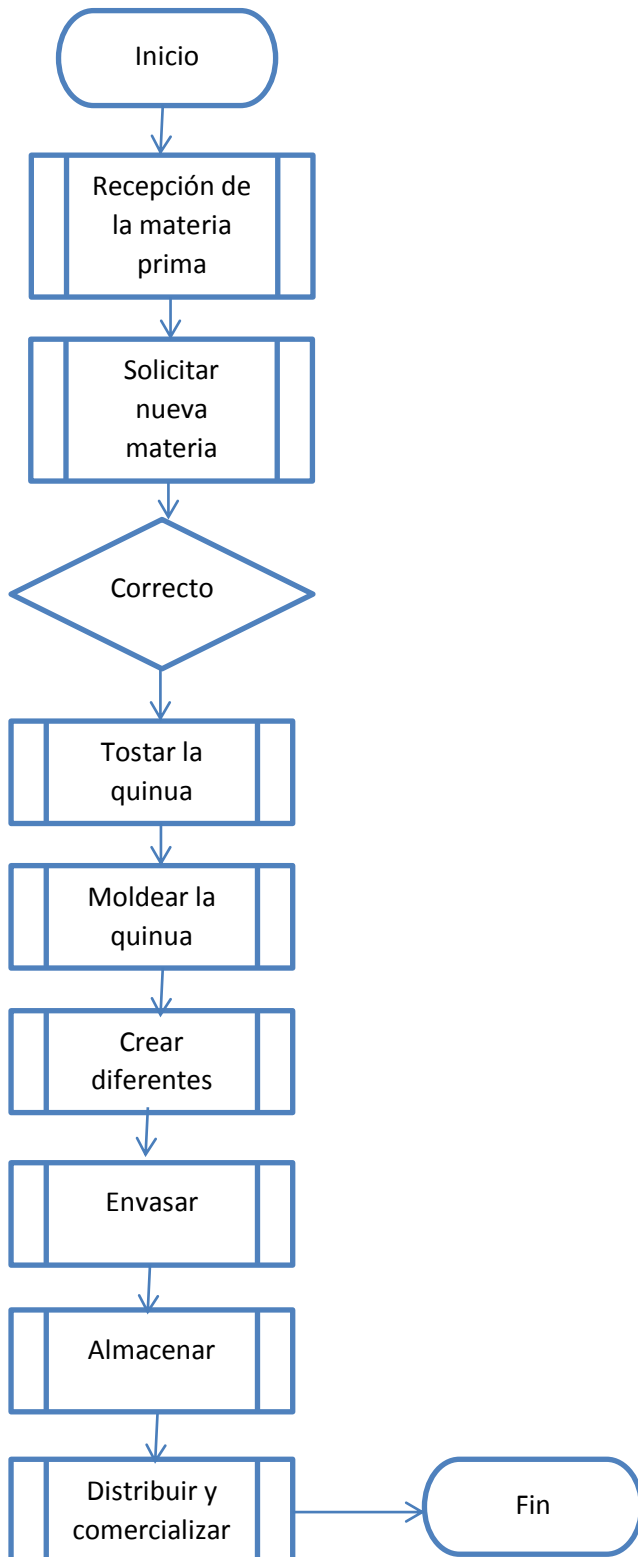 Inicio
Recepción de
la materia
prima
Solicitar
nueva
materia
Correcto
Tostar la
quinua
Moldear la
quinua
Crear
diferentes
Envasar
Almacenar
Distribuir y
comercializar
Fin